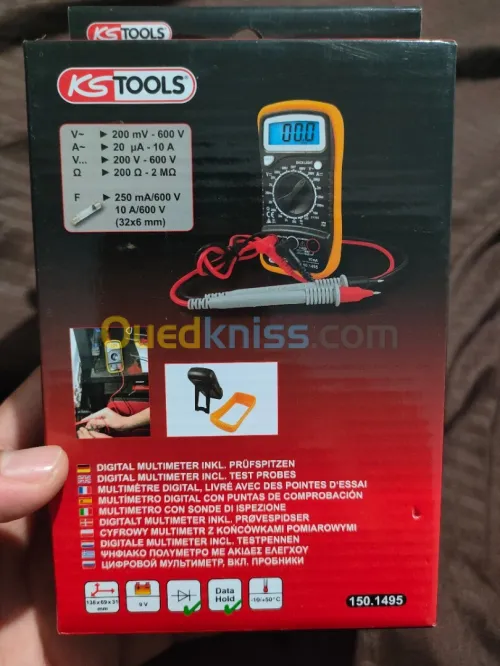 KS TOOLS
KS TOOLS®
V~ ► 200 mV - 600 V
A~ ► 20 µA - 10 A
V... ► 200 V - 600 V
Ω ► 200 Ω - 2 MΩ
F ► 250 mA/600 V
10 A/600 V
(32x6 mm)
000
Ouedkniss.com
DIGITAL MULTIMETER INKL. PRÜFSPITZEN
DIGITAL MULTIMETER INCL. TEST PROBES
MULTIMÈTRE DIGITAL, LIVRÉ AVEC DES POINTES D'ESSAI
MULTÍMETRO DIGITAL CON PUNTAS DE COMPROBACIÓN
MULTIMETRO CON SONDE DI ISPEZIONE
DIGITALT MULTIMETER INKL. PRØVESPIDSER
CYFROWY MULTIMETR Z KOŃCÓWKAMI POMIAROWYMI
DIGITALE MULTIMETER INCL. TESTPENNEN
ΨΗΦΙΑΚΟ ΠΟΛΥΜΕΤΡΟ ΜΕ ΑΚΙΔΕΣ ΕΛΕΓΧΟΥ
ЦИФРОВОЙ МУЛЬТИМЕТР, ВКЛ. ПРОБНИКИ
138x69x31
mm
9 V
Data
Hold
-10/+50°C
150.1495